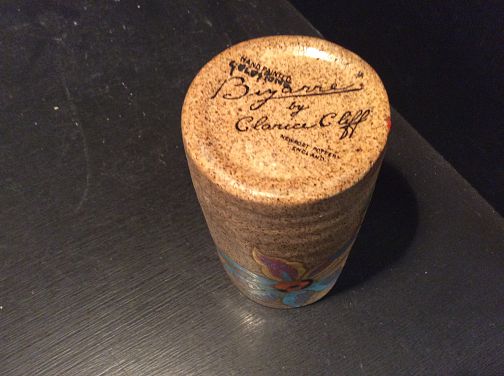 HAND PAINTED
Bizarre
by
Clarice Cliff
NEWPORT POTTERY
ENGLAND